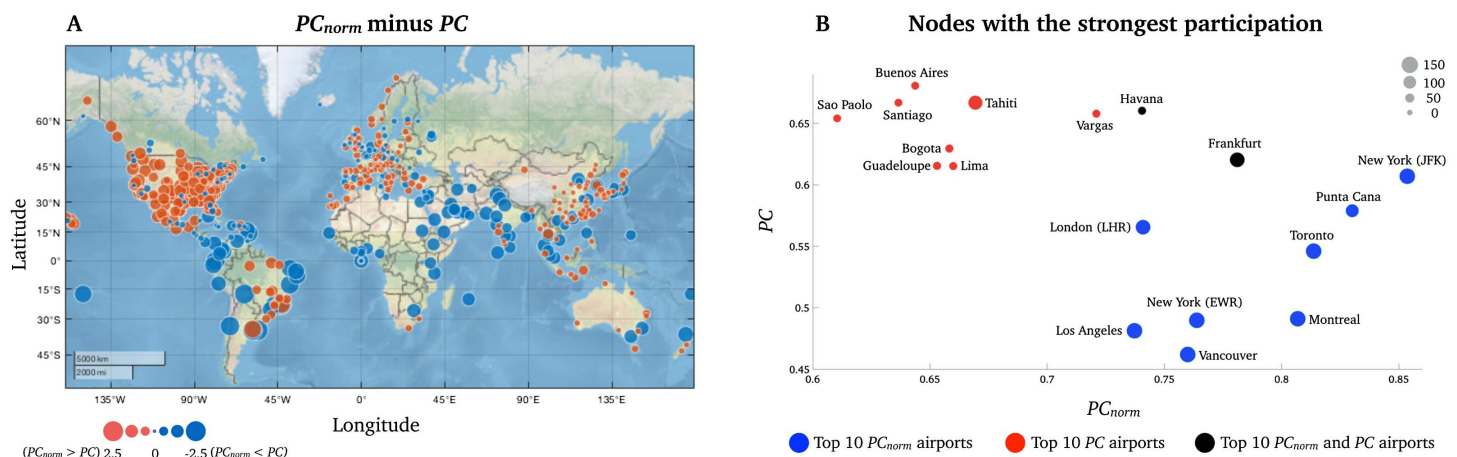 A
PCnorm minus PC
Latitude
60°N
45°N
30°N
15°N
0°
15°S
30°S
45°S
5000 km
2000 mi
135°W 90°W 45°W 0° 45°E 90°E 135°E
Longitude
(PCnorm > PC) 2.5 0 -2.5 (PCnorm < PC)
B
Nodes with the strongest participation
150
100
50
0
Buenos Aires
Sao Paolo
Santiago
Tahiti
Vargas
Havana
Bogota
Guadeloupe
Lima
Frankfurt
New York (JFK)
Punta Cana
London (LHR)
Toronto
New York (EWR)
Los Angeles
Montreal
Vancouver
PC
0.65
0.6
0.55
0.5
0.45
0.6 0.65 0.7 0.75 0.8 0.85
PCnorm
Top 10 PCnorm airports
Top 10 PC airports
Top 10 PCnorm and PC airports